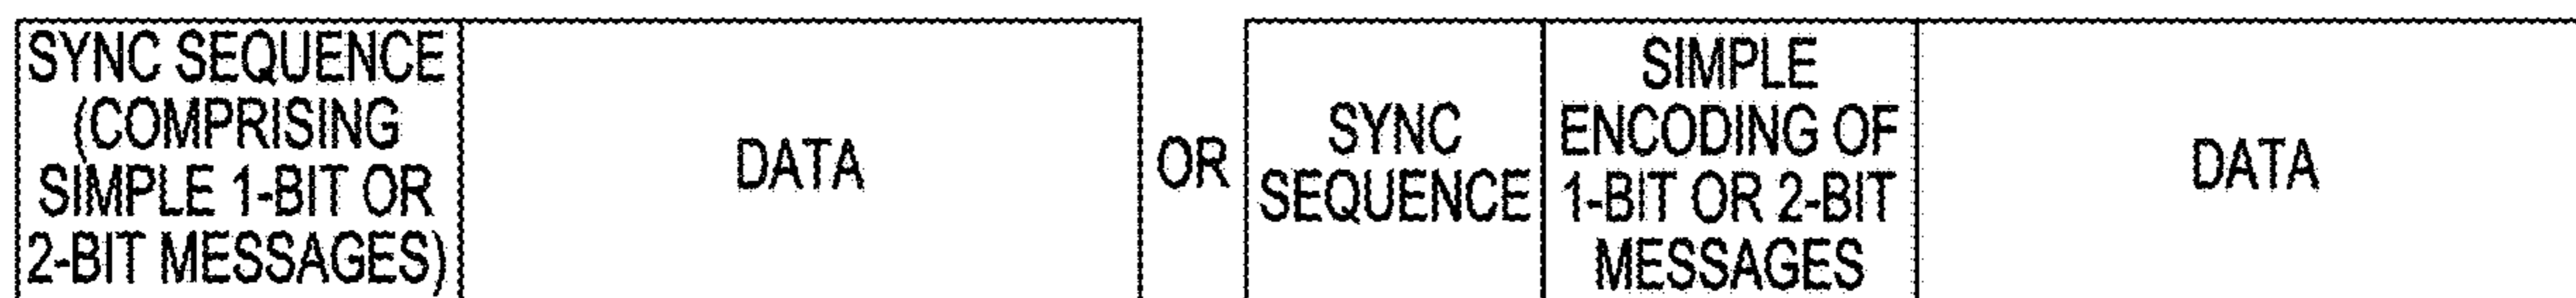 SYNC SEQUENCE
(COMPRISING
SIMPLE 1-BIT OR
2-BIT MESSAGES)
DATA
OR
SYNC
SEQUENCE
SIMPLE
ENCODING OF
1-BIT OR 2-BIT
MESSAGES
DATA